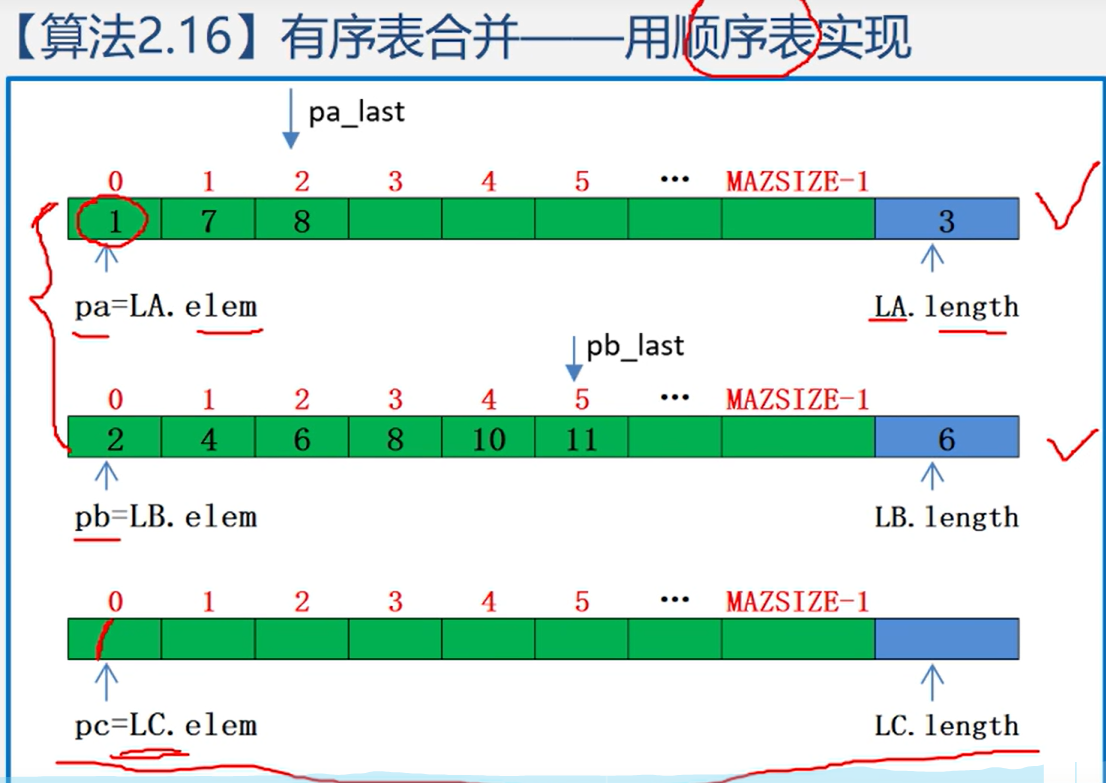 【算法2.16】有序表合并——用顺序表实现
pa_last
0 1 2 3 4 5 ··· MAZSIZE-1
1 7 8 3
pa=LA.elem LA.length
pb_last
0 1 2 3 4 5 ··· MAZSIZE-1
2 4 6 8 10 11 6
pb=LB.elem LB.length
0 1 2 3 4 5 ··· MAZSIZE-1
pc=LC.elem LC.length